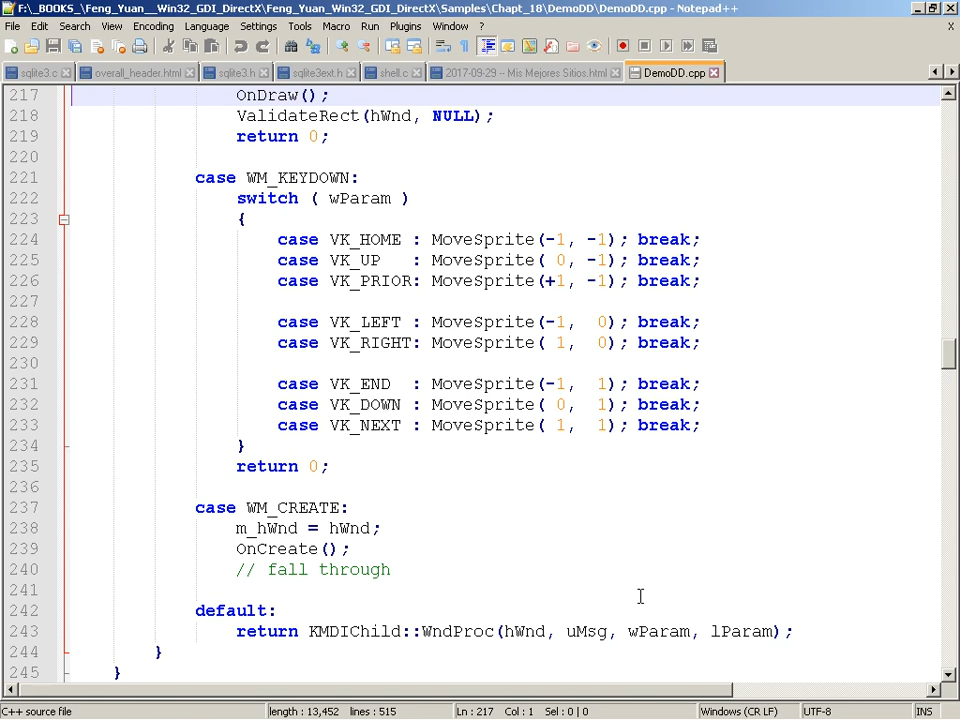 F:\_BOOKS_\Feng_Yuan__Win32_GDI_DirectX\Feng_Yuan_Win32_GDI_DirectX\Samples\Chapt_18\DemoDD\DemoDD.cpp - Notepad++
File Edit Search View Encoding Language Settings Tools Macro Run Plugins Window ? X
sqlite3.c overall_header.html sqlite3.h sqlite3ext.h shell.c 2017-09-29 -- Mis Mejores Sitios.html DemoDD.cpp
217 OnDraw();
218 ValidateRect(hWnd, NULL);
219 return 0;
220
221 case WM_KEYDOWN:
222 switch ( wParam )
223 {
224 case VK_HOME : MoveSprite(-1, -1); break;
225 case VK_UP   : MoveSprite( 0, -1); break;
226 case VK_PRIOR: MoveSprite(+1, -1); break;
227
228 case VK_LEFT : MoveSprite(-1,  0); break;
229 case VK_RIGHT: MoveSprite( 1,  0); break;
230
231 case VK_END  : MoveSprite(-1,  1); break;
232 case VK_DOWN : MoveSprite( 0,  1); break;
233 case VK_NEXT : MoveSprite( 1,  1); break;
234 }
235 return 0;
236
237 case WM_CREATE:
238 m_hWnd = hWnd;
239 OnCreate();
240 // fall through
241
242 default:
243 return KMDIChild::WndProc(hWnd, uMsg, wParam, lParam);
244 }
245 }
C++ source file length : 13,452 lines : 515 Ln : 217 Col : 1 Sel : 0 | 0 Windows (CR LF) UTF-8 INS